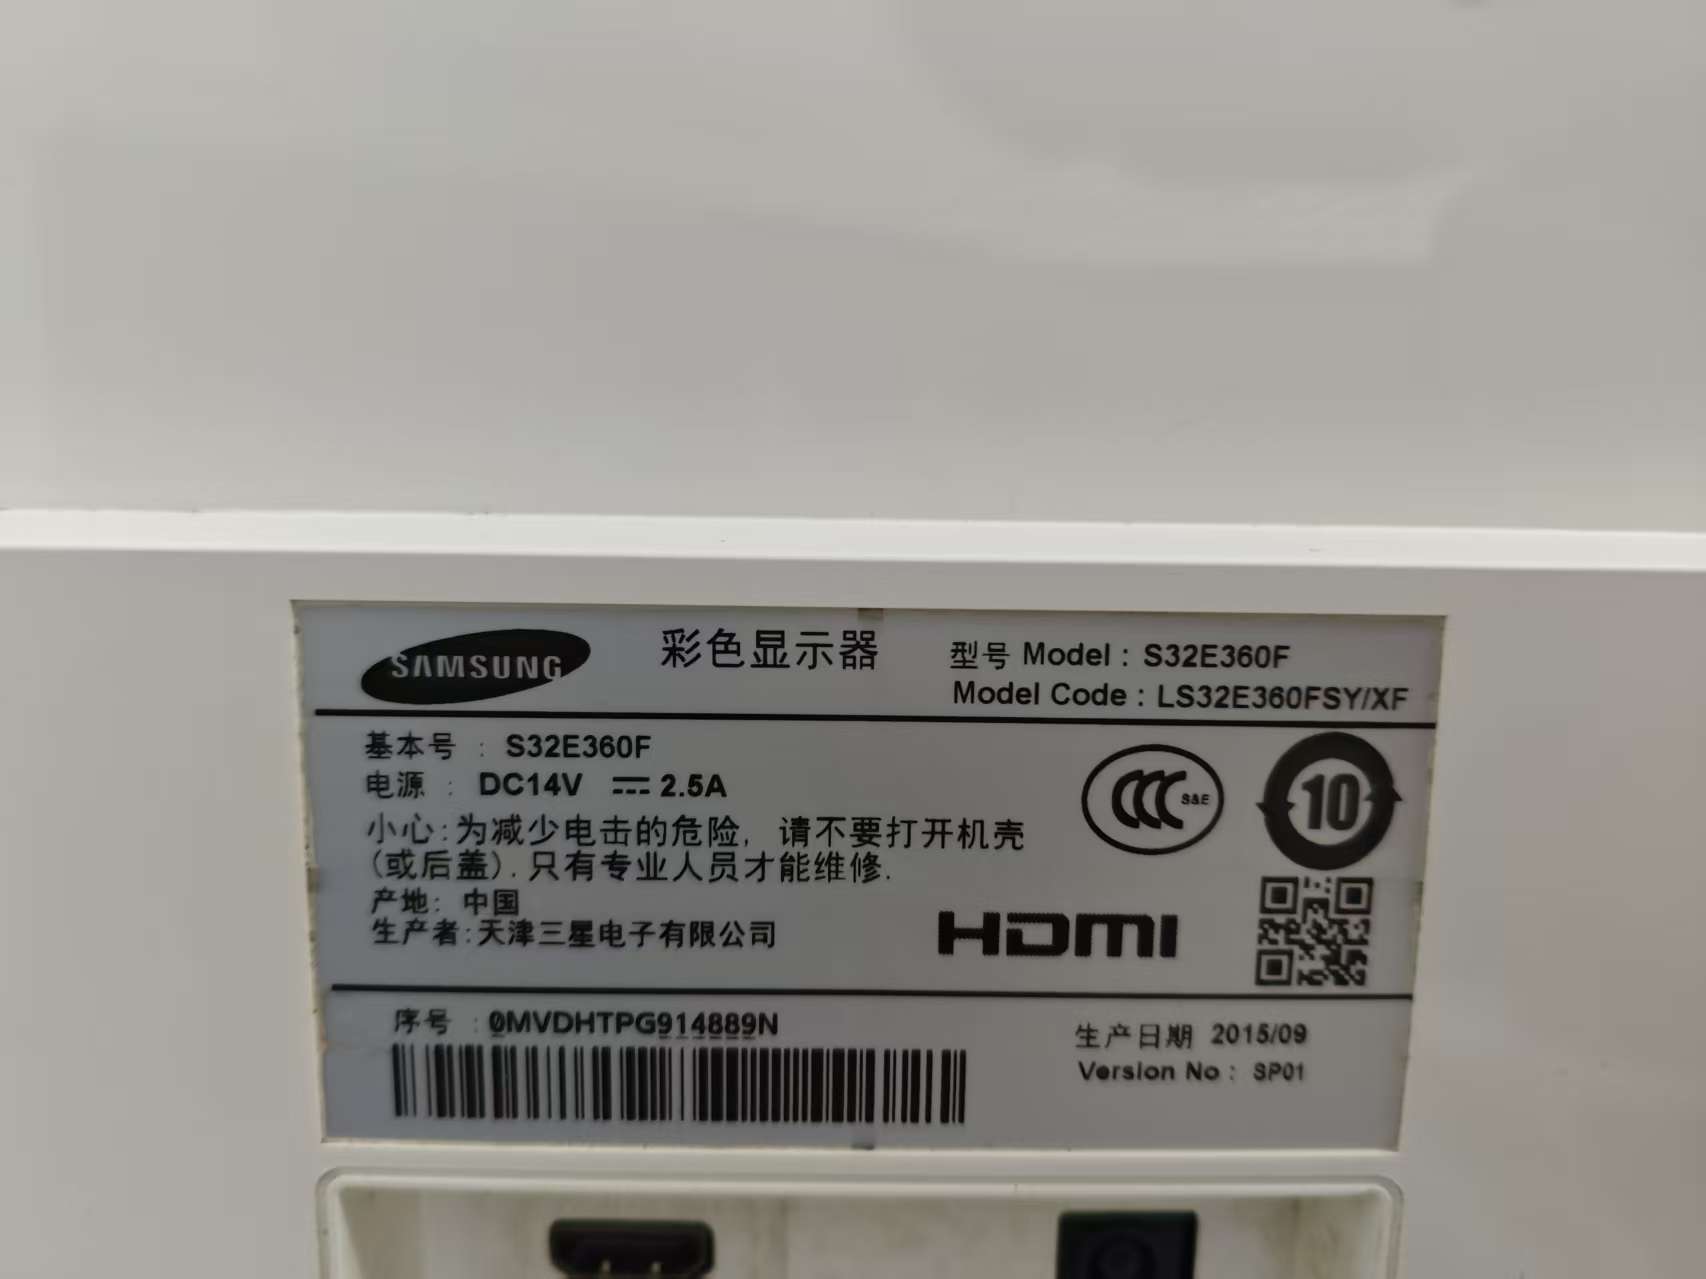 SAMSUNG
彩色显示器
型号 Model : S32E360F
Model Code : LS32E360FSY/XF
基本号 : S32E360F
电源 : DC14V ⎓ 2.5A
小心:为减少电击的危险, 请不要打开机壳
(或后盖). 只有专业人员才能维修.
产地: 中国
生产者:天津三星电子有限公司
CCC S&E
10
HDMI
序号 : 0MVDHTPG914889N
生产日期 2015/09
Version No : SP01